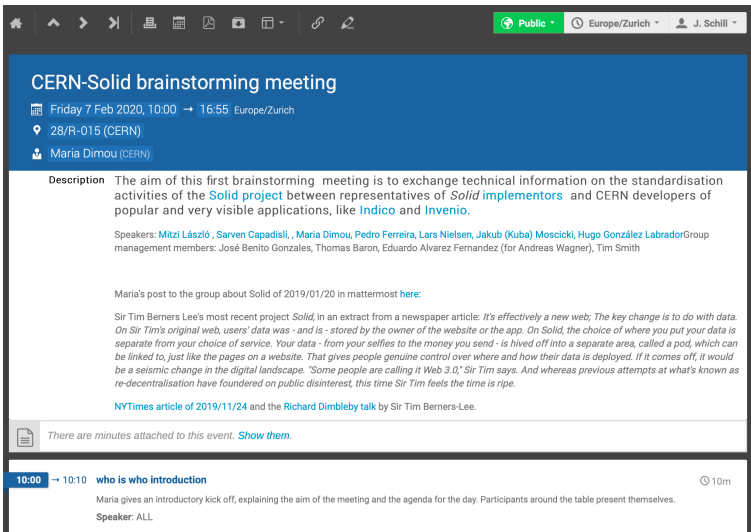 Public
Europe/Zurich
J. Schill
CERN-Solid brainstorming meeting
Friday 7 Feb 2020, 10:00 → 16:55 Europe/Zurich
28/R-015 (CERN)
Maria Dimou (CERN)
Description The aim of this first brainstorming meeting is to exchange technical information on the standardisation
activities of the Solid project between representatives of Solid implementors and CERN developers of
popular and very visible applications, like Indico and Invenio.
Speakers: Mitzi László , Sarven Capadisli, , Maria Dimou, Pedro Ferreira, Lars Nielsen, Jakub (Kuba) Moscicki, Hugo González LabradorGroup
management members: José Benito Gonzales, Thomas Baron, Eduardo Alvarez Fernandez (for Andreas Wagner), Tim Smith
Maria's post to the group about Solid of 2019/01/20 in mattermost here:
Sir Tim Berners Lee's most recent project Solid, in an extract from a newspaper article: It's effectively a new web; The key change is to do with data.
On Sir Tim's original web, users' data was - and is - stored by the owner of the website or the app. On Solid, the choice of where you put your data is
separate from your choice of service. Your data - from your selfies to the money you send - is hived off into a separate area, called a pod, which can
be linked to, just like the pages on a website. That gives people genuine control over where and how their data is deployed. If it comes off, it would
be a seismic change in the digital landscape. "Some people are calling it Web 3.0," Sir Tim says. And whereas previous attempts at what's known as
re-decentralisation have foundered on public disinterest, this time Sir Tim feels the time is ripe.
NYTimes article of 2019/11/24 and the Richard Dimbleby talk by Sir Tim Berners-Lee.
There are minutes attached to this event. Show them.
10:00 → 10:10 who is who introduction 10m
Maria gives an introductory kick off, explaining the aim of the meeting and the agenda for the day. Participants around the table present themselves.
Speaker: ALL